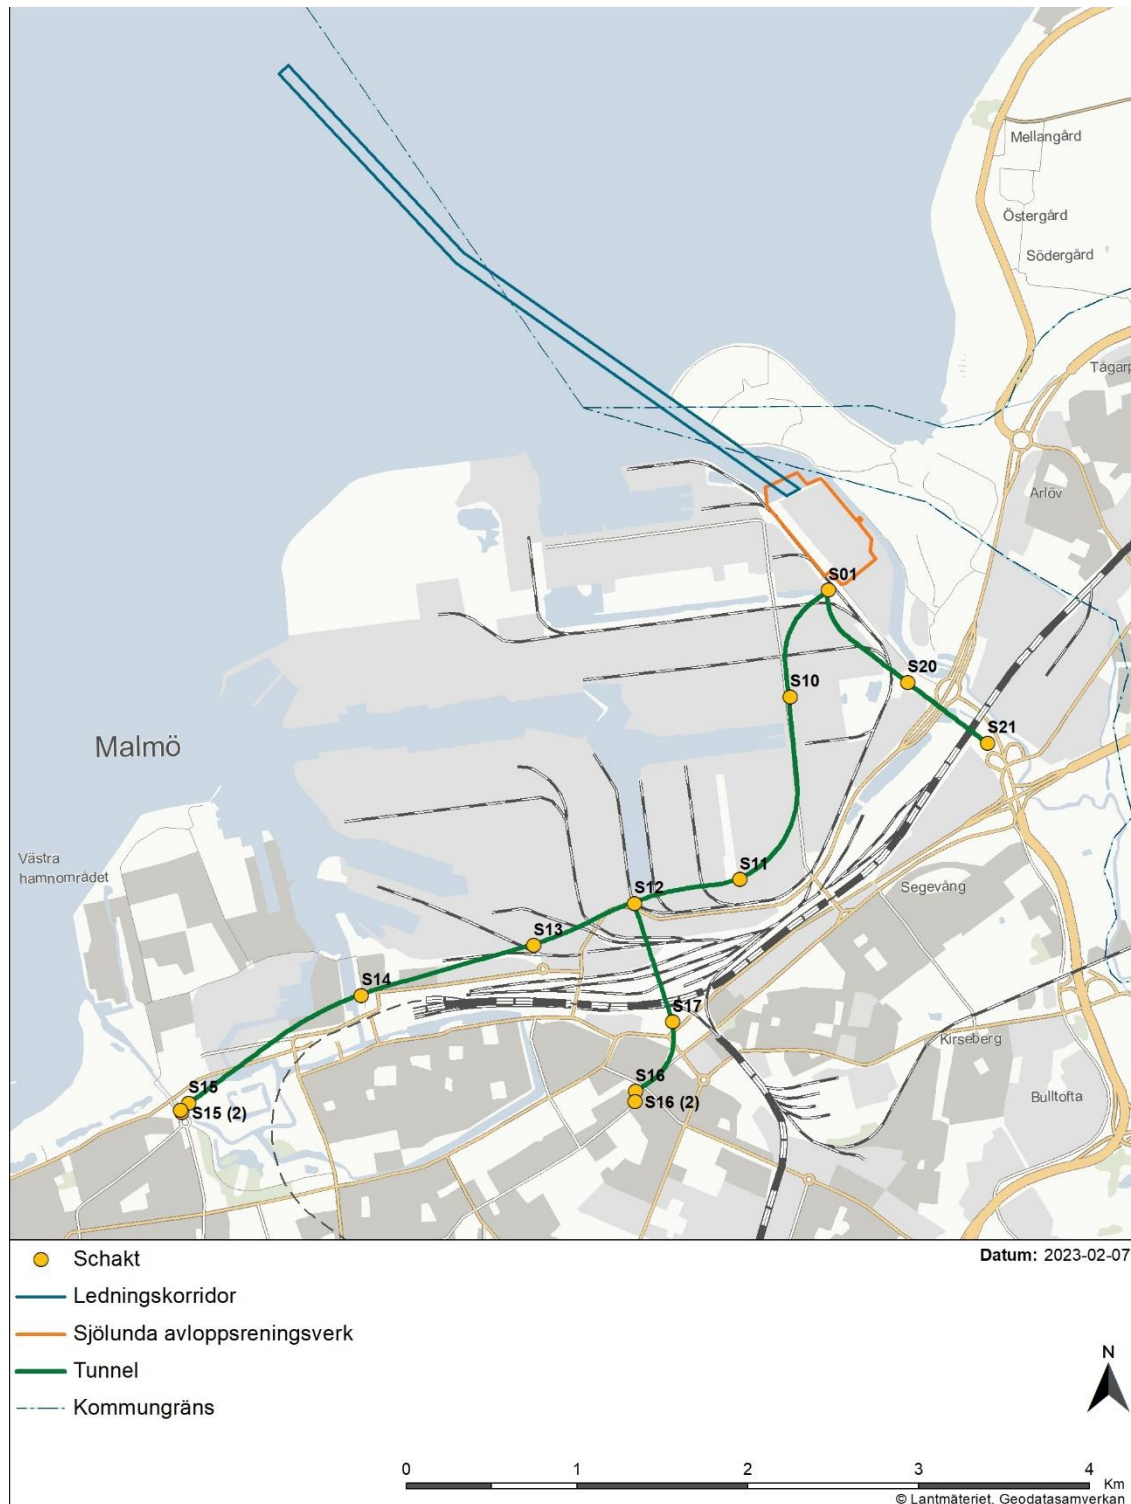 Mellangård
Östergård
Södergård
Arlöv
S01
S20
S10
S21
Malmö
Västra
hamnområdet
S11
Segevång
S12
S13
S14
S17
Kirseberg
S16
S15
S16 (2)
S15 (2)
Bulltofta
Schakt
Datum: 2023-02-07
Ledningskorridor
Sjölunda avloppsreningsverk
Tunnel
N
Kommungräns
0 1 2 3 4
Km
© Lantmäteriet, Geodatasamverkan